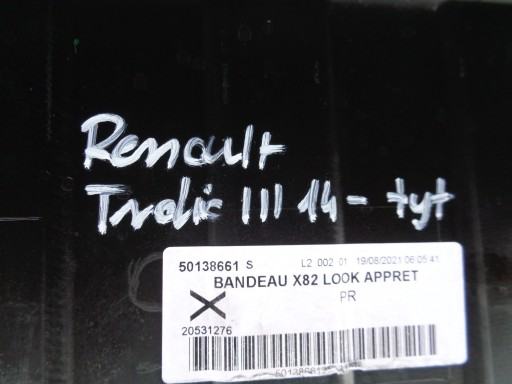 Renault
Trafic III 14- tyt
50138661 S L2 002 01 19/08/2021 06:05:41
BANDEAU X82 LOOK APPRET
PR
20531276